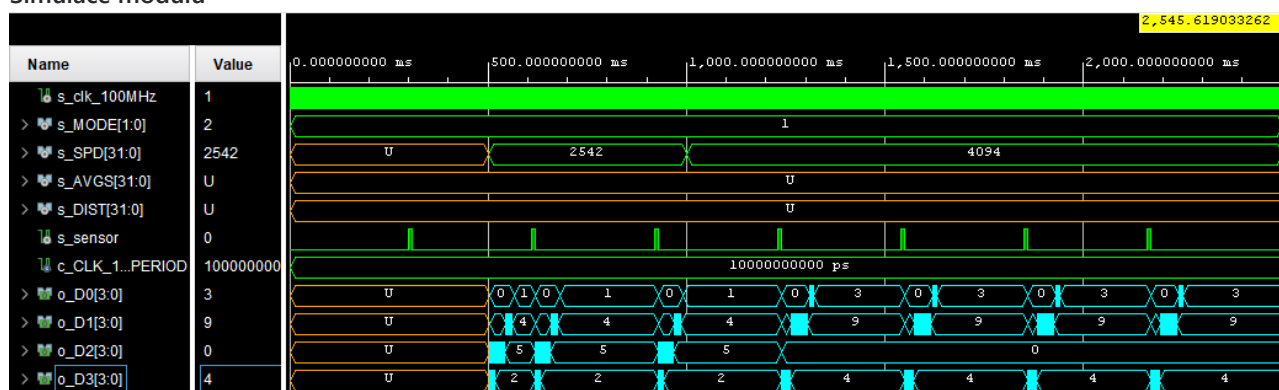 Simulace modulu
2,545.619033262
Name Value 0.000000000 ms 500.000000000 ms 1,000.000000000 ms 1,500.000000000 ms 2,000.000000000 ms
s_clk_100MHz 1
> s_MODE[1:0] 2 1
> s_SPD[31:0] 2542 U 2542 4094
> s_AVGS[31:0] U U
> s_DIST[31:0] U U
s_sensor 0
c_CLK_1...PERIOD 100000000 10000000000 ps
> o_D0[3:0] 3 U 0 1 0 1 0 1 0 3 0 3 0 3 0 3
> o_D1[3:0] 9 U 4 4 4 9 9 9 9
> o_D2[3:0] 0 U 5 5 5 0
> o_D3[3:0] 4 U 2 2 2 4 4 4 4